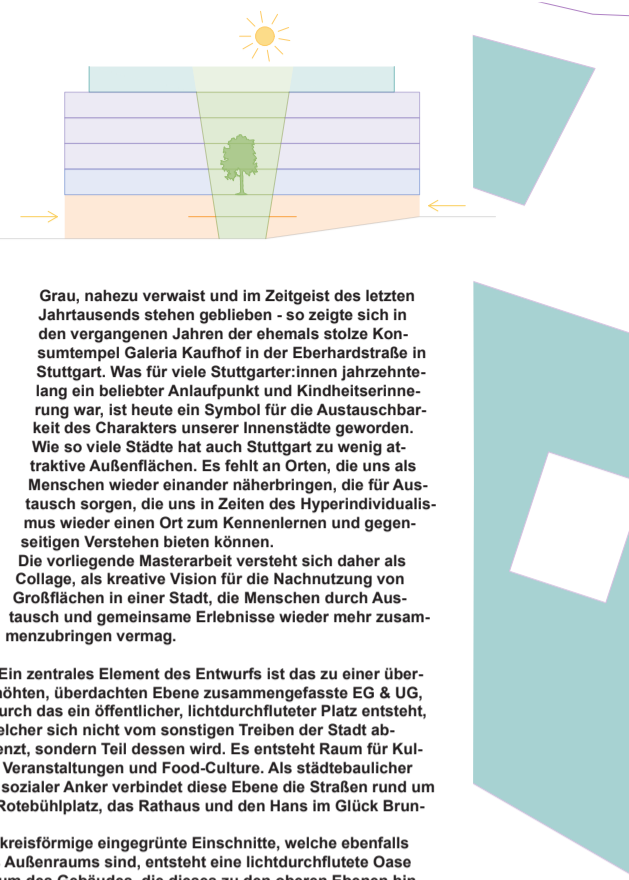 Grau, nahezu verwaist und im Zeitgeist des letzten
Jahrtausends stehen geblieben - so zeigte sich in
den vergangenen Jahren der ehemals stolze Kon-
sumtempel Galeria Kaufhof in der Eberhardstraße in
Stuttgart. Was für viele Stuttgarter:innen jahrzehnte-
lang ein beliebter Anlaufpunkt und Kindheitserinne-
rung war, ist heute ein Symbol für die Austauschbar-
keit des Charakters unserer Innenstädte geworden.
Wie so viele Städte hat auch Stuttgart zu wenig at-
traktive Außenflächen. Es fehlt an Orten, die uns als
Menschen wieder einander näherbringen, die für Aus-
tausch sorgen, die uns in Zeiten des Hyperindividualis-
mus wieder einen Ort zum Kennenlernen und gegen-
seitigen Verstehen bieten können.
Die vorliegende Masterarbeit versteht sich daher als
Collage, als kreative Vision für die Nachnutzung von
Großflächen in einer Stadt, die Menschen durch Aus-
tausch und gemeinsame Erlebnisse wieder mehr zusam-
menzubringen vermag.
Ein zentrales Element des Entwurfs ist das zu einer über-
höhten, überdachten Ebene zusammengefasste EG & UG,
urch das ein öffentlicher, lichtdurchfluteter Platz entsteht,
elcher sich nicht vom sonstigen Treiben der Stadt ab-
enzt, sondern Teil dessen wird. Es entsteht Raum für Kul-
Veranstaltungen und Food-Culture. Als städtebaulicher
sozialer Anker verbindet diese Ebene die Straßen rund um
Rotebühlplatz, das Rathaus und den Hans im Glück Brun-
kreisförmige eingegrünte Einschnitte, welche ebenfalls
Außenraums sind, entsteht eine lichtdurchflutete Oase
um des Gebäudes, die dieses zu den oberen Ebenen hin